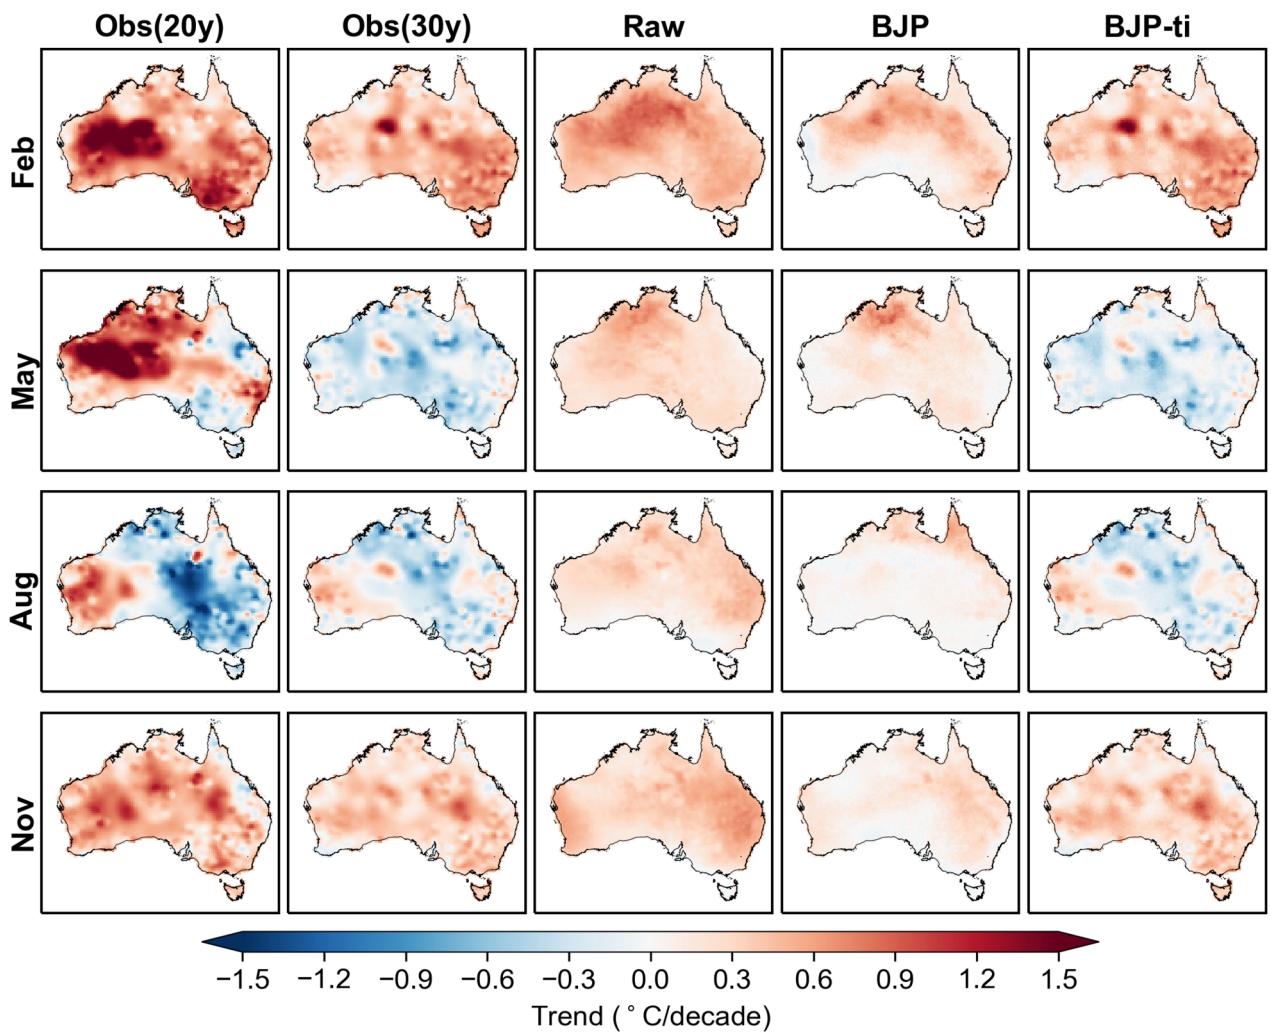 Obs(20y) Obs(30y) Raw BJP BJP-ti
Feb
May
Aug
Nov
−1.5 −1.2 −0.9 −0.6 −0.3 0.0 0.3 0.6 0.9 1.2 1.5
Trend (°C/decade)